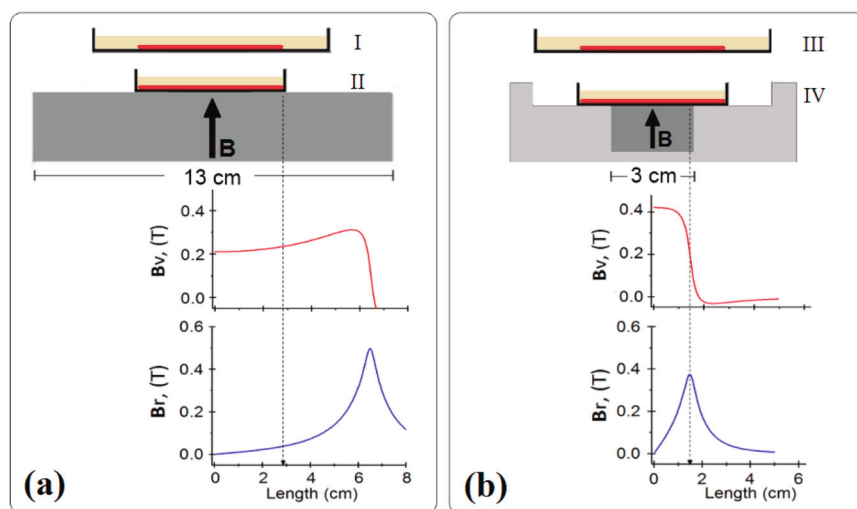 I
II
B
13 cm
Bv, (T)
0.4
0.2
0.0
Br, (T)
0.6
0.4
0.2
0.0
0 2 4 6 8
Length (cm)
(a)
III
IV
B
3 cm
Bv, (T)
0.4
0.2
0.0
Br, (T)
0.6
0.4
0.2
0.0
0 2 4 6
Length (cm)
(b)